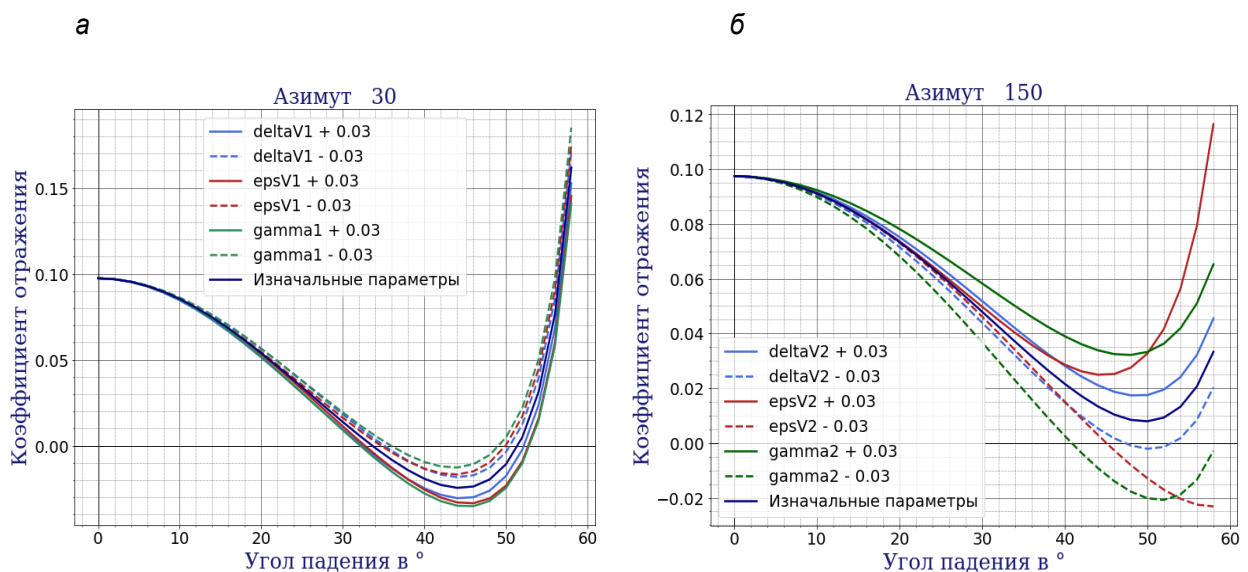 а
Азимут 30
Коэффициент отражения
0.15
0.10
0.05
0.00
deltaV1 + 0.03
deltaV1 - 0.03
epsV1 + 0.03
epsV1 - 0.03
gamma1 + 0.03
gamma1 - 0.03
Изначальные параметры
0 10 20 30 40 50 60
Угол падения в °
б
Азимут 150
Коэффициент отражения
0.12
0.10
0.08
0.06
0.04
0.02
0.00
−0.02
deltaV2 + 0.03
deltaV2 - 0.03
epsV2 + 0.03
epsV2 - 0.03
gamma2 + 0.03
gamma2 - 0.03
Изначальные параметры
0 10 20 30 40 50 60
Угол падения в °